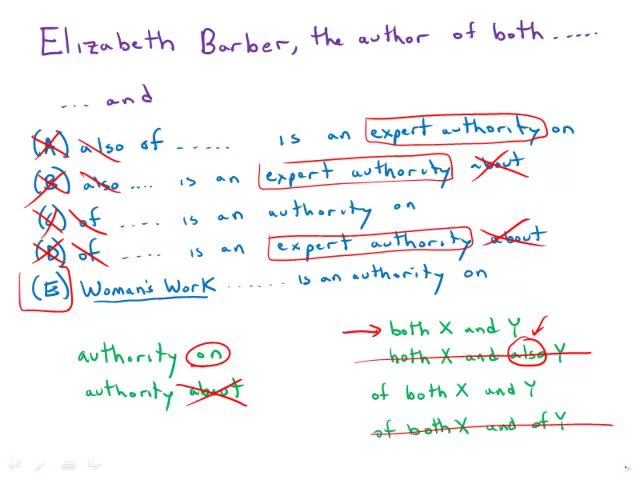 Elizabeth Barber, the author of both .....
... and
(A) also of ...... is an expert authority on
(B) also .... is an expert authority about
(C) of .... is an authority on
(D) of .... is an expert authority about
(E) Woman's Work ...... is an authority on
both X and Y
authority on
both X and also Y
authority about
of both X and Y
of both X and of Y